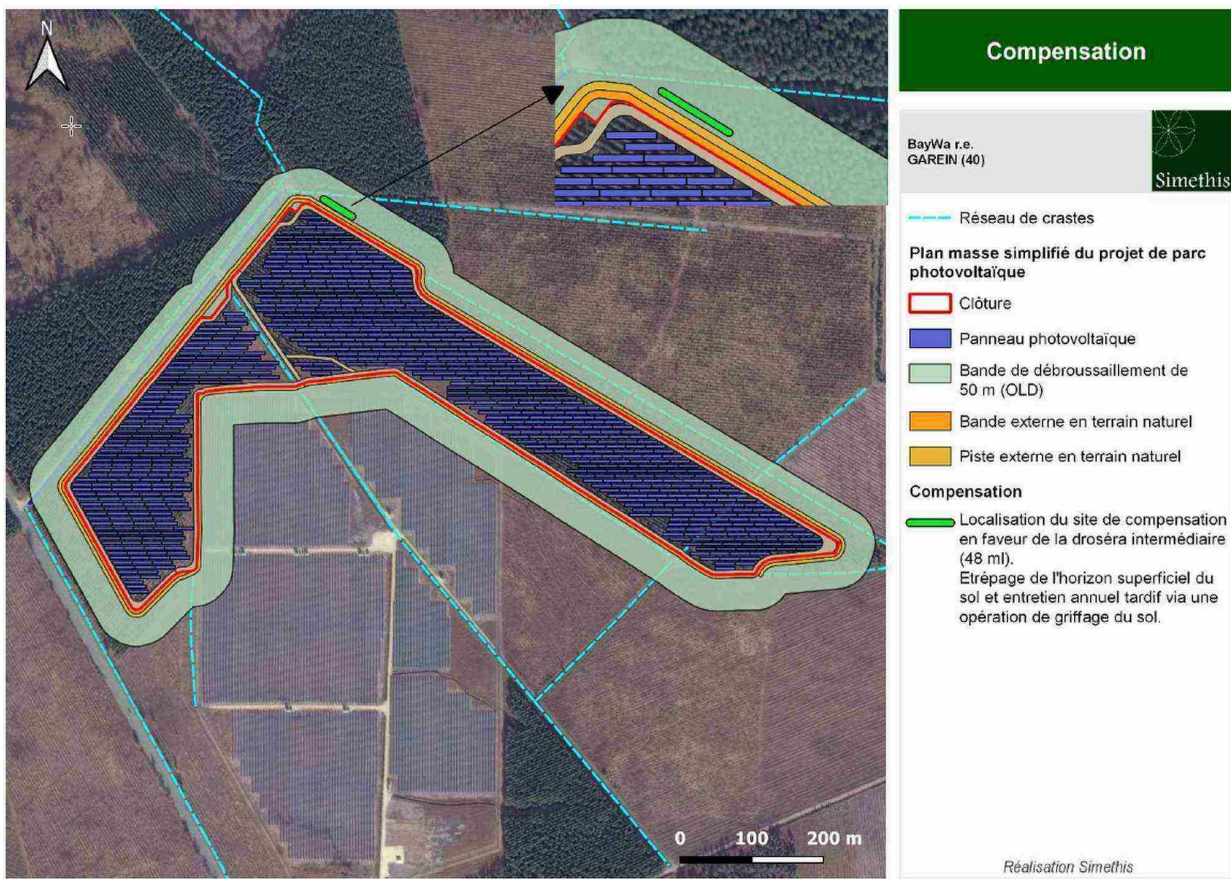 N
0 100 200 m
Compensation
BayWa r.e.
GAREIN (40)
Simethis
Réseau de crastes
Plan masse simplifié du projet de parc
photovoltaïque
Clôture
Panneau photovoltaïque
Bande de débroussaillement de
50 m (OLD)
Bande externe en terrain naturel
Piste externe en terrain naturel
Compensation
Localisation du site de compensation
en faveur de la droséra intermédiaire
(48 ml).
Etrépage de l'horizon superficiel du
sol et entretien annuel tardif via une
opération de griffage du sol.
Réalisation Simethis